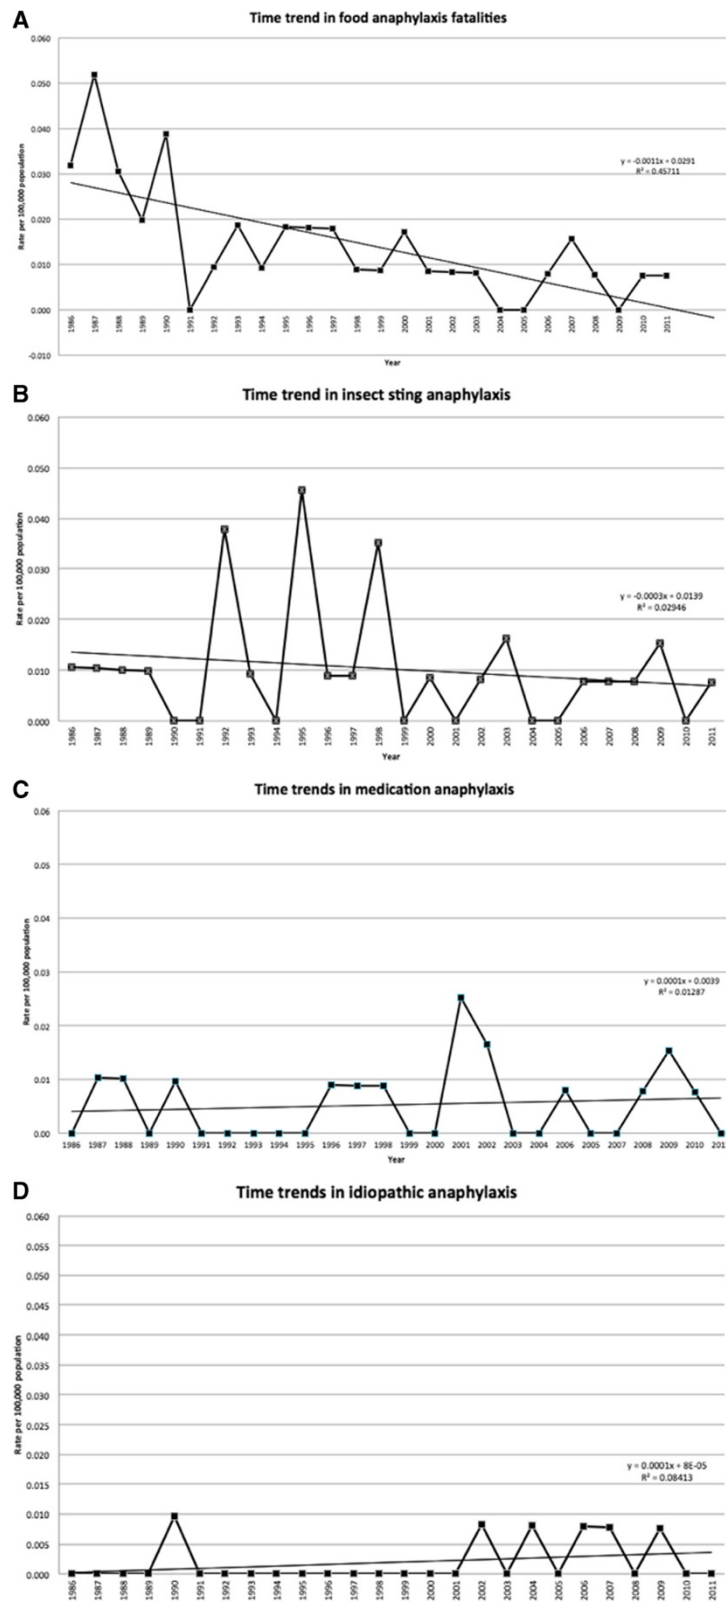 A
Time trend in food anaphylaxis fatalities
0.060
0.050
0.040
0.030
0.020
0.010
0.000
-0.010
Rate per 100,000 popopulation
y = -0.0011x + 0.0291
R² = 0.45711
1986 1987 1988 1989 1990 1991 1992 1993 1994 1995 1996 1997 1998 1999 2000 2001 2002 2003 2004 2005 2006 2007 2008 2009 2010 2011
Year
B
Time trend in insect sting anaphylaxis
0.060
0.050
0.040
0.030
0.020
0.010
0.000
Rate per 100,000 population
y = -0.0003x + 0.0139
R² = 0.02946
1986 1987 1988 1989 1990 1991 1992 1993 1994 1995 1996 1997 1998 1999 2000 2001 2002 2003 2004 2005 2006 2007 2008 2009 2010 2011
Year
C
Time trends in medication anaphylaxis
0.06
0.05
0.04
0.03
0.02
0.01
0.00
Rate per 100,000 population
y = 0.0001x + 0.0039
R² = 0.01287
1986 1987 1988 1989 1990 1991 1992 1993 1994 1995 1996 1997 1998 1999 2000 2001 2002 2003 2004 2006 2005 2007 2008 2009 2010 201
Year
D
Time trends in idiopathic anaphylaxis
0.060
0.055
0.050
0.045
0.040
0.035
0.030
0.025
0.020
0.015
0.010
0.005
0.000
Rate per 100,000 population
y = 0.0001x + 8E-05
R² = 0.08413
1986 1987 1988 1989 1990 1991 1992 1993 1994 1995 1996 1997 1998 1999 2000 2001 2002 2003 2004 2005 2006 2007 2008 2009 2010 2011